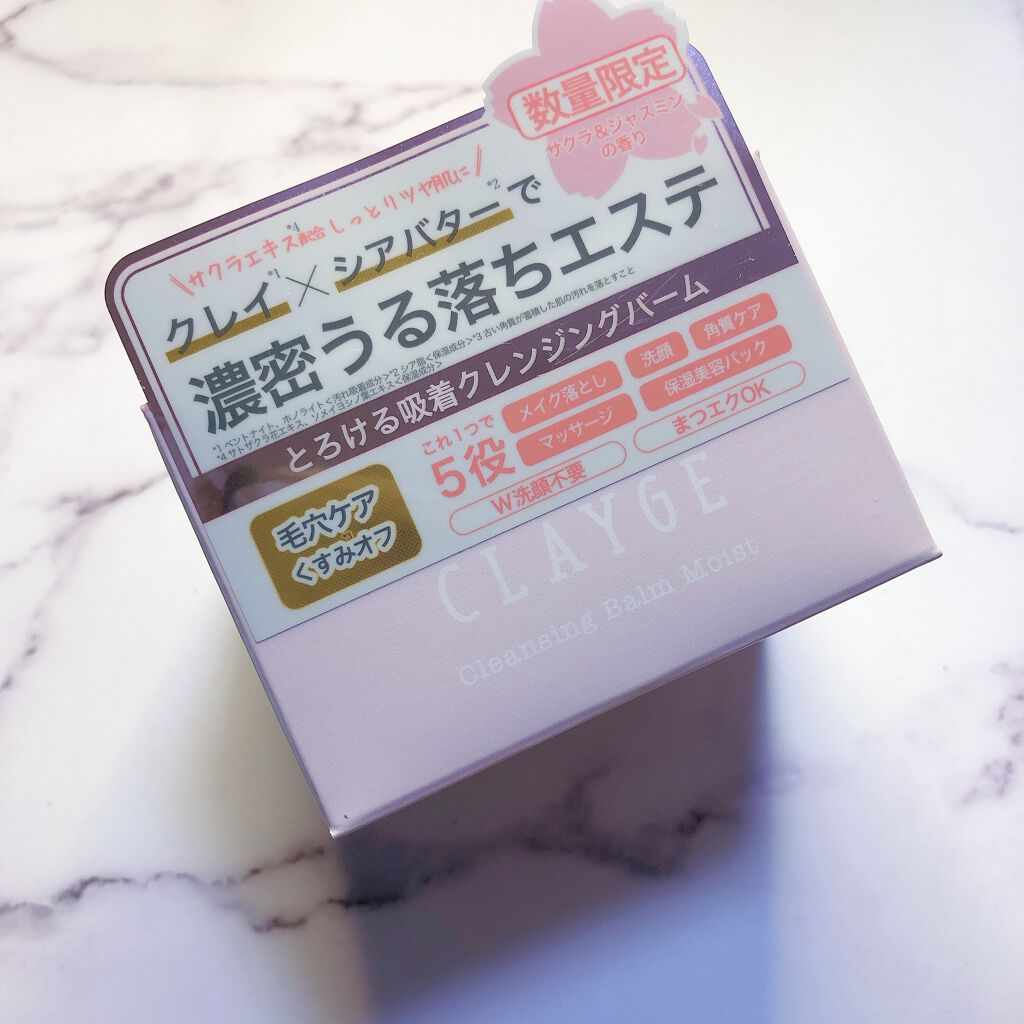 数量限定
サクラ&ジャスミン
の香り
\サクラエキス*4配合 しっとりツヤ肌に/
クレイ*1×シアバター*2で
濃密うる落ちエステ
*1 ベントナイト、ホノライト<汚れ吸着成分>*2 シア脂<保湿成分>*3 古い角質が蓄積した肌の汚れを落とすこと
*4 サトザクラ花エキス、ソメイヨシノ葉エキス<保湿成分>
とろける吸着クレンジングバーム
毛穴ケア
くすみ*3オフ
これ1つで
5役
メイク落とし 洗顔 角質ケア
マッサージ 保湿美容パック
W洗顔不要 まつエクOK
CLAYGE
Cleansing Balm Moist